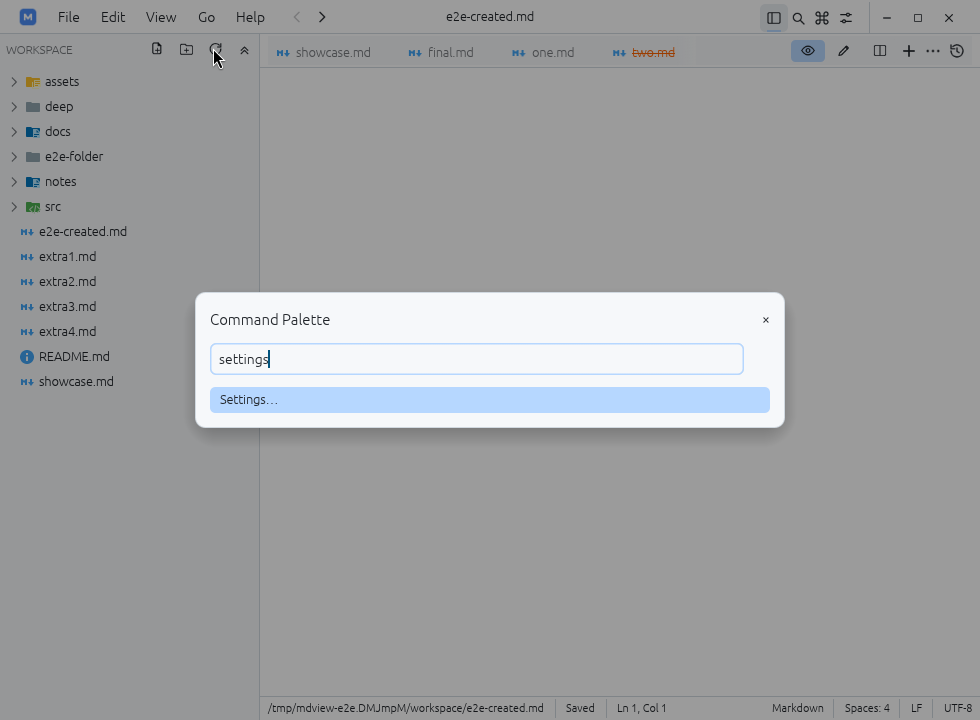 M File Edit View Go Help e2e-created.md
WORKSPACE
showcase.md final.md one.md two.md
assets
deep
docs
e2e-folder
notes
src
e2e-created.md
extra1.md
extra2.md
extra3.md
extra4.md
README.md
showcase.md
Command Palette ×
settings
Settings...
/tmp/mdview-e2e.DMJmpM/workspace/e2e-created.md Saved Ln 1, Col 1 Markdown Spaces: 4 LF UTF-8